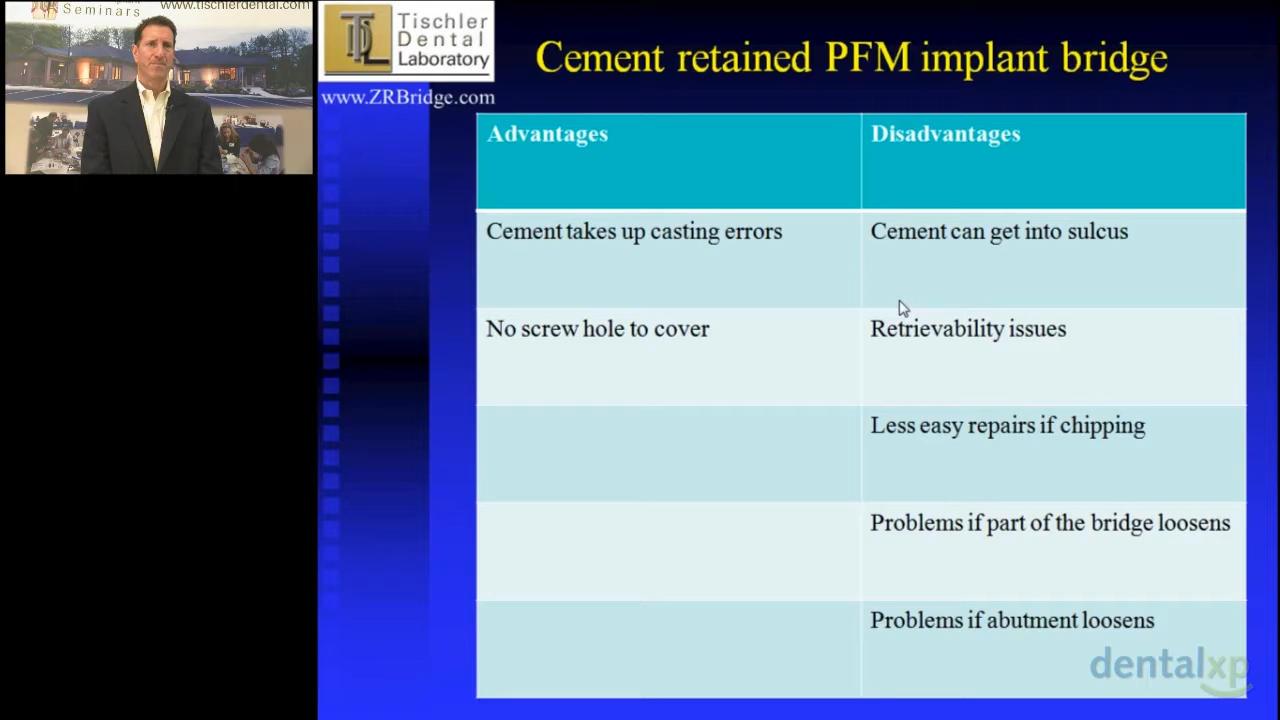 Seminars
www.tischlerdental.com
TDL
Tischler
Dental
Laboratory
www.ZRBridge.com
Cement retained PFM implant bridge
Advantages
Disadvantages
Cement takes up casting errors
Cement can get into sulcus
No screw hole to cover
Retrievability issues
Less easy repairs if chipping
Problems if part of the bridge loosens
Problems if abutment loosens
dentalxp